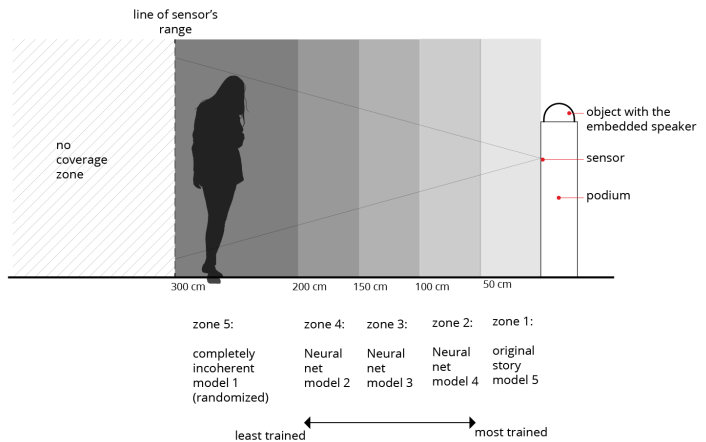 line of sensor's
range
no
coverage
zone
object with the
embedded speaker
sensor
podium
300 cm
200 cm
150 cm
100 cm
50 cm
zone 5:
completely
incoherent
model 1
(randomized)
zone 4:
Neural
net
model 2
zone 3:
Neural
net
model 3
zone 2:
Neural
net
model 4
zone 1:
original
story
model 5
least trained
most trained